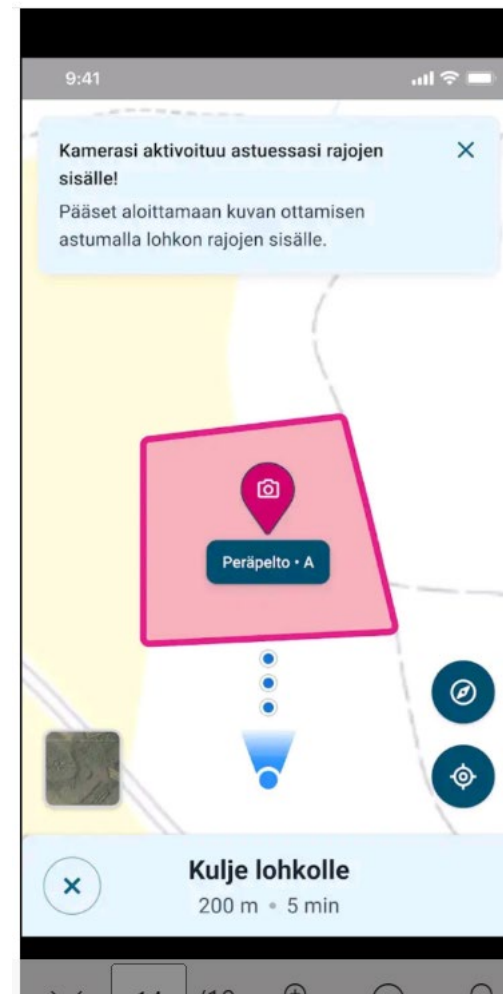 9:41
Kamerasi aktivoituu astuessasi rajojen
sisälle!
Pääset aloittamaan kuvan ottamisen
astumalla lohkon rajojen sisälle.
Peräpelto • A
Kulje lohkolle
200 m • 5 min